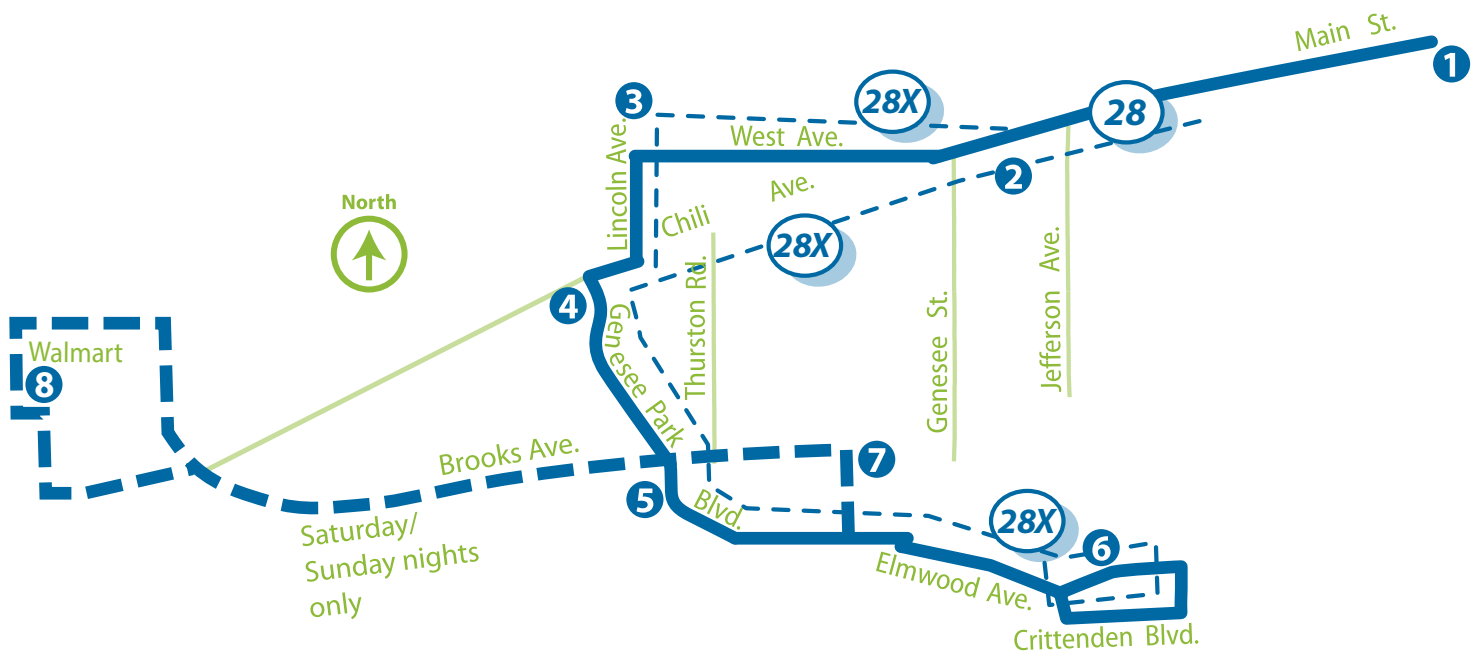 Main St.
1
28X
28
3
West Ave.
2
Lincoln Ave.
Chili Ave.
28X
North
4
Genesee Park Blvd.
Thurston Rd.
Genesee St.
Jefferson Ave.
Walmart
8
Brooks Ave.
7
5
Saturday/
Sunday nights
only
28X
6
Elmwood Ave.
Crittenden Blvd.